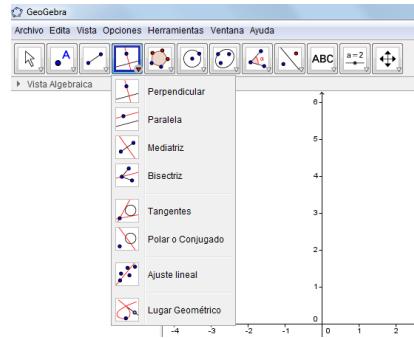 GeoGebra
Archivo Edita Vista Opciones Herramientas Ventana Ayuda
A
α
ABC
a=2
Vista Algebraica
Perpendicular
Paralela
Mediatriz
Bisectriz
Tangentes
Polar o Conjugado
Ajuste lineal
Lugar Geométrico
6
5
4
3
2
1
0
-4 -3 -2 -1 0 1 2